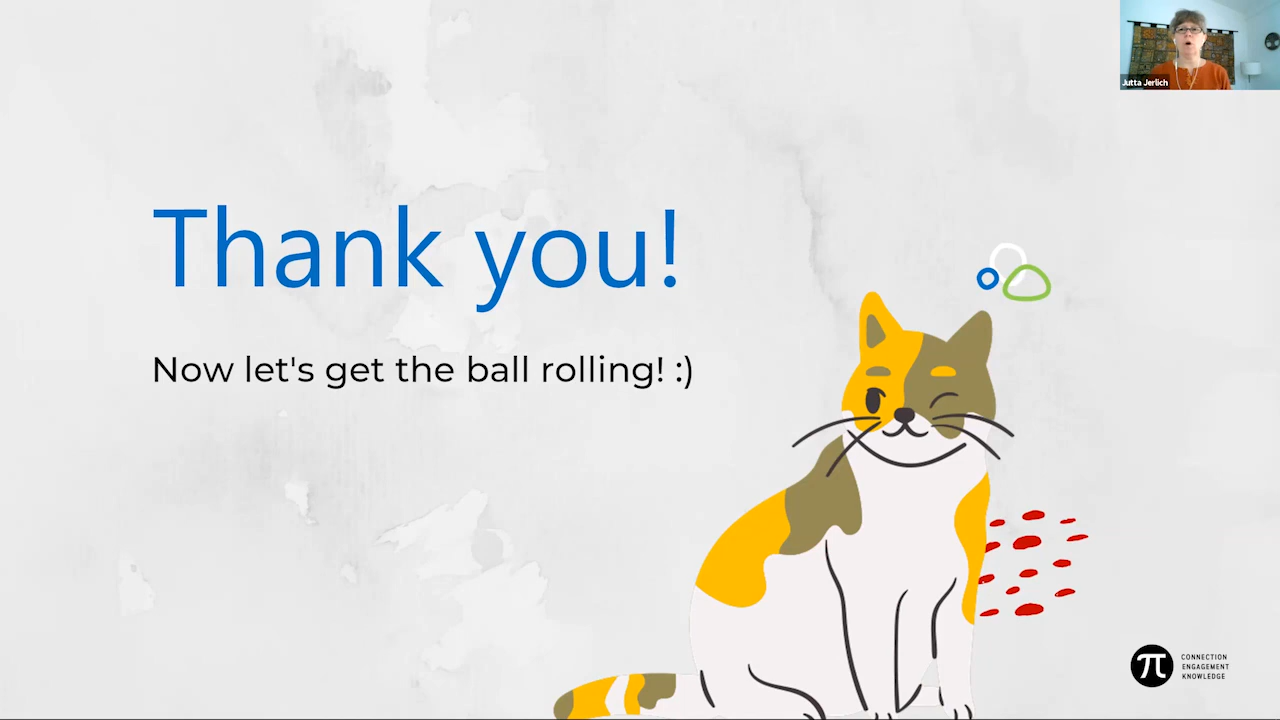 Jutta Jerlich
Thank you!
Now let's get the ball rolling! :)
π
CONNECTION
ENGAGEMENT
KNOWLEDGE